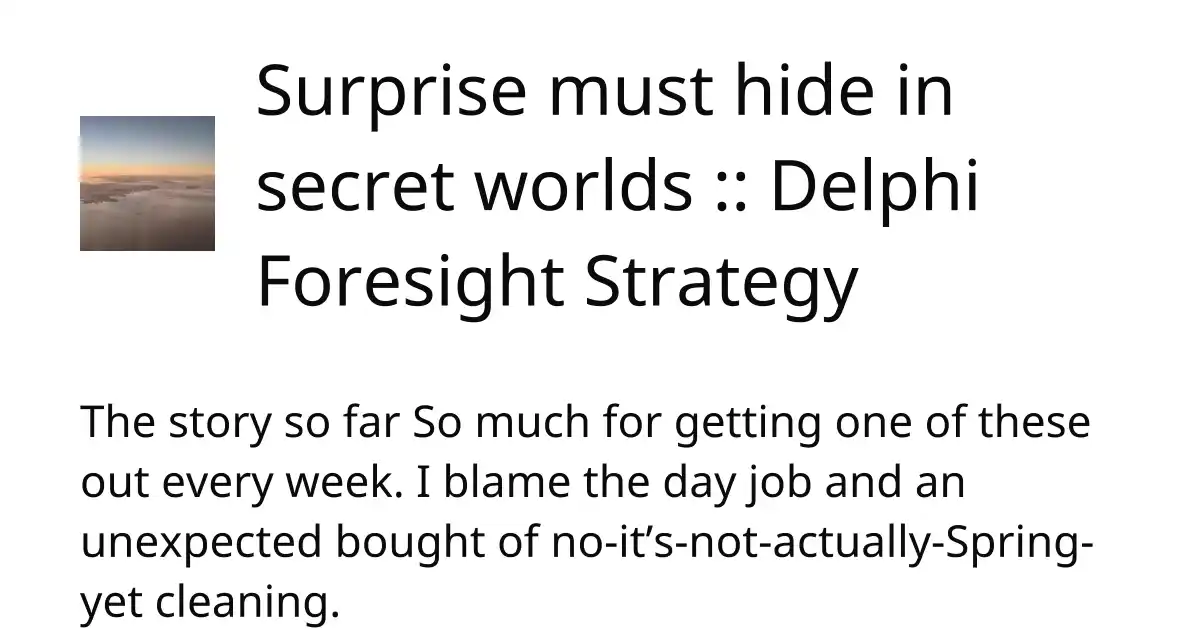 Surprise must hide in
secret worlds :: Delphi
Foresight Strategy
The story so far So much for getting one of these
out every week. I blame the day job and an
unexpected bought of no-it’s-not-actually-Spring-
yet cleaning.